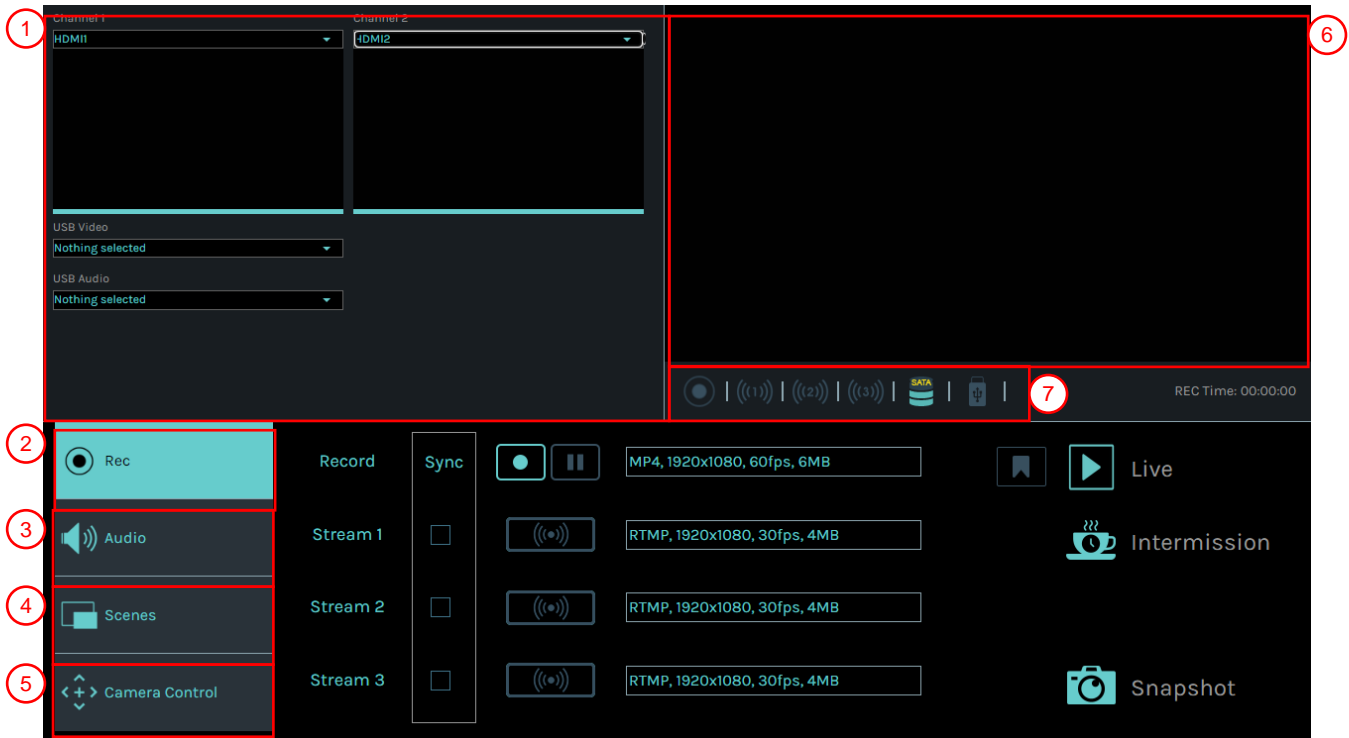 1
Channel 1
Channel 2
6
HDMI1
HDMI2
USB Video
Nothing selected
USB Audio
Nothing selected
((1))
((2))
((3))
SATA
7
REC Time: 00:00:00
2
Rec
Record
Sync
MP4, 1920x1080, 60fps, 6MB
Live
3
Audio
Stream 1
RTMP, 1920x1080, 30fps, 4MB
Intermission
4
Scenes
Stream 2
RTMP, 1920x1080, 30fps, 4MB
5
Camera Control
Stream 3
RTMP, 1920x1080, 30fps, 4MB
Snapshot